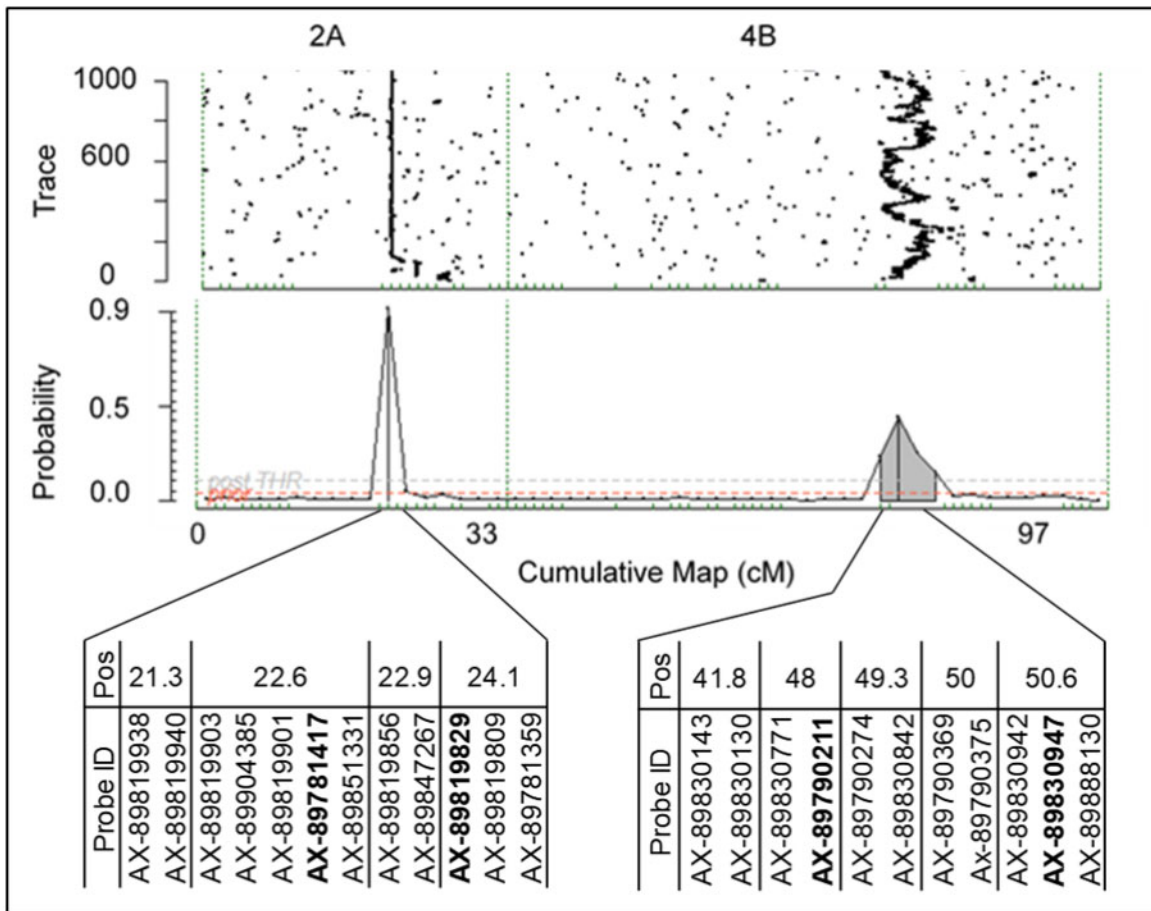 2A 4B
1000
600
0
Trace
0.9
0.5
0.0
Probability
post THR
prior
0 33 97
Cumulative Map (cM)
Pos 21.3 22.6 22.9 24.1
Probe ID
AX-89819938
AX-89819940
AX-89819903
AX-89904385
AX-89819901
AX-89781417
AX-89851331
AX-89819856
AX-89847267
AX-89819829
AX-89819809
AX-89781359
Pos 41.8 48 49.3 50 50.6
Probe ID
AX-89830143
AX-89830130
AX-89830771
AX-89790211
AX-89790274
AX-89830842
AX-89790369
AX-89790375
AX-89830942
AX-89830947
AX-89888130